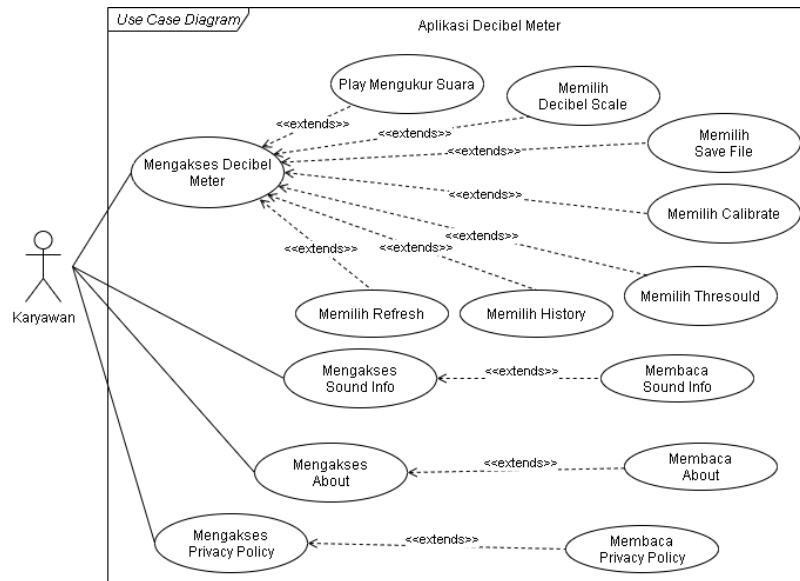 Use Case Diagram
Aplikasi Decibel Meter
Play Mengukur Suara
Memilih
Decibel Scale
<<extends>>
<<extends>>
Memilih
Save File
<<extends>>
Mengakses Decibel
Meter
<<extends>>
Memilih Calibrate
<<extends>>
<<extends>>
<<extends>>
Memilih Thresould
Karyawan
Memilih Refresh
Memilih History
Mengakses
Sound Info
<<extends>>
Membaca
Sound Info
Mengakses
About
<<extends>>
Membaca
About
Mengakses
Privacy Policy
<<extends>>
Membaca
Privacy Policy